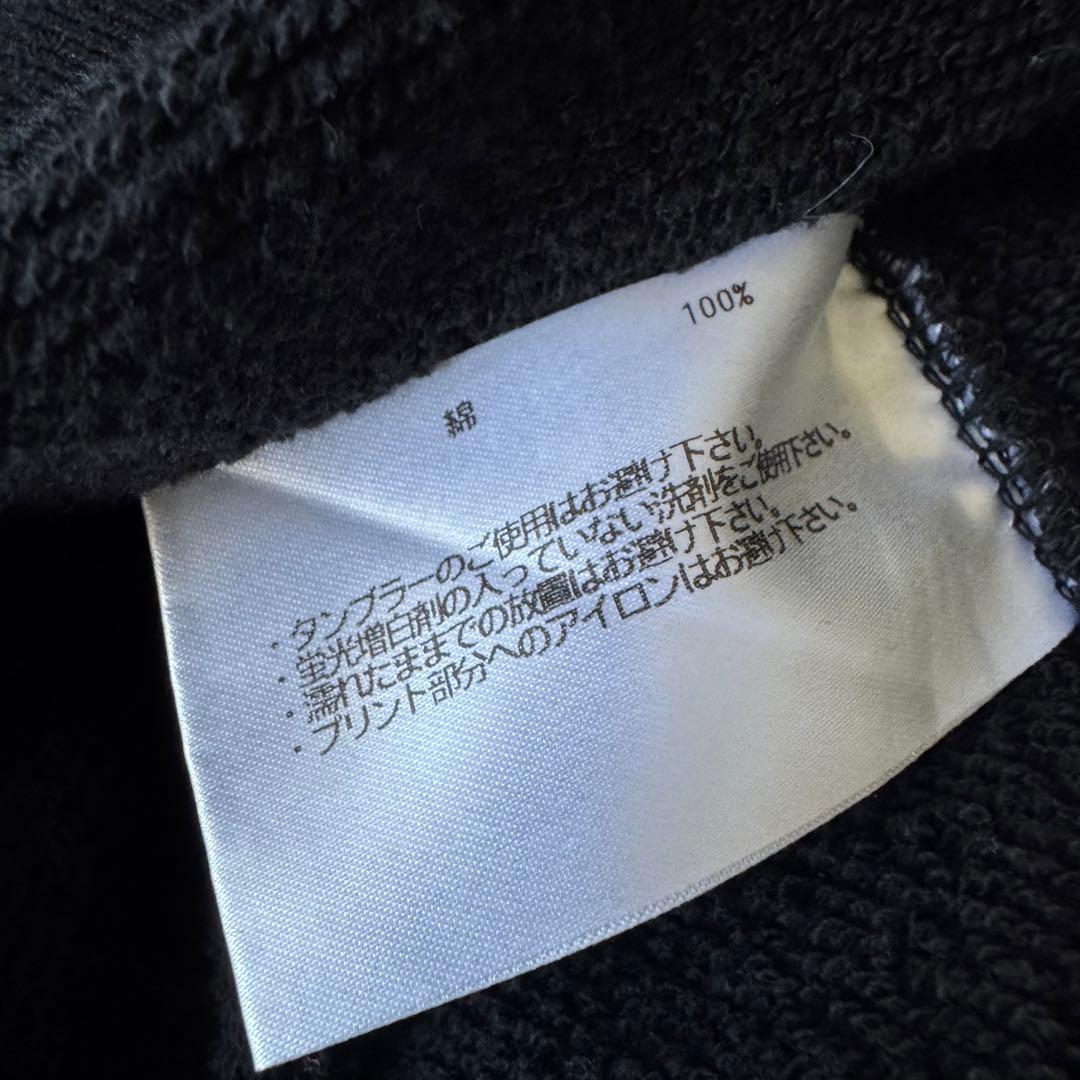 綿 100%
・タンブラーのご使用はお避け下さい。
・蛍光増白剤の入っていない洗剤をご使用下さい。
・濡れたままでの放置はお避け下さい。
・プリント部分へのアイロンはお避け下さい。